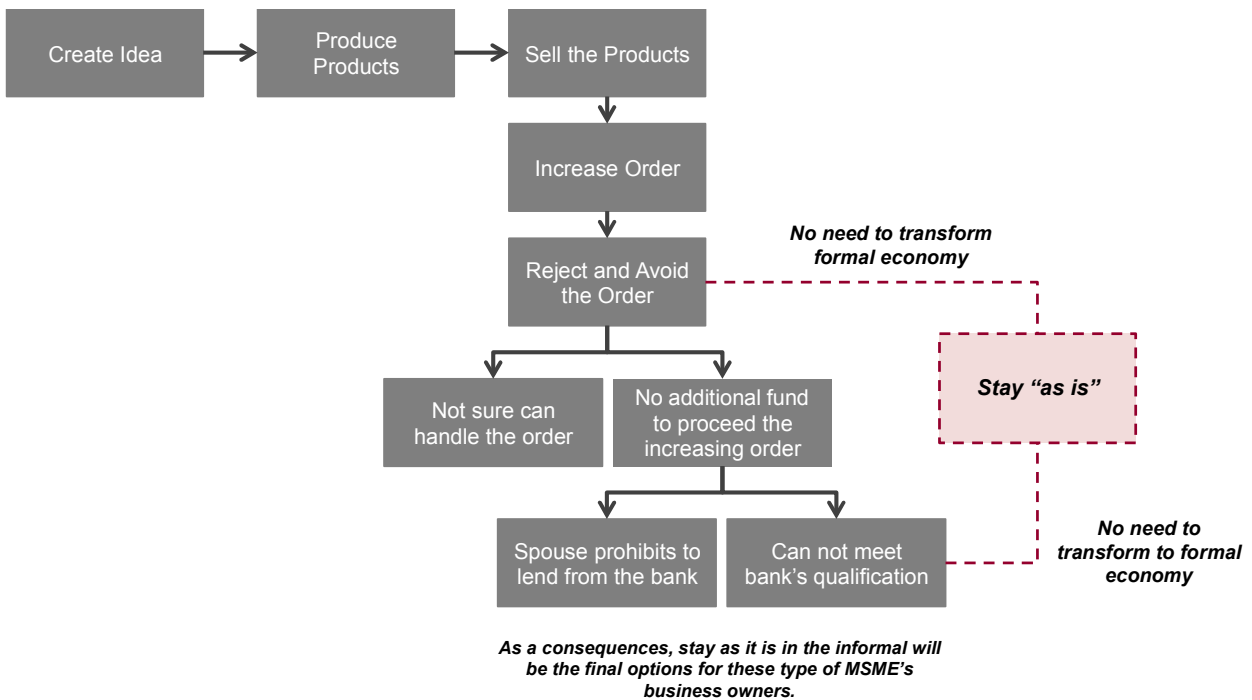 Create Idea
Produce
Products
Sell the Products
Increase Order
No need to transform
formal economy
Reject and Avoid
the Order
Stay “as is”
Not sure can
handle the order
No additional fund
to proceed the
increasing order
Spouse prohibits to
lend from the bank
Can not meet
bank’s qualification
No need to
transform to formal
economy
As a consequences, stay as it is in the informal will
be the final options for these type of MSME’s
business owners.